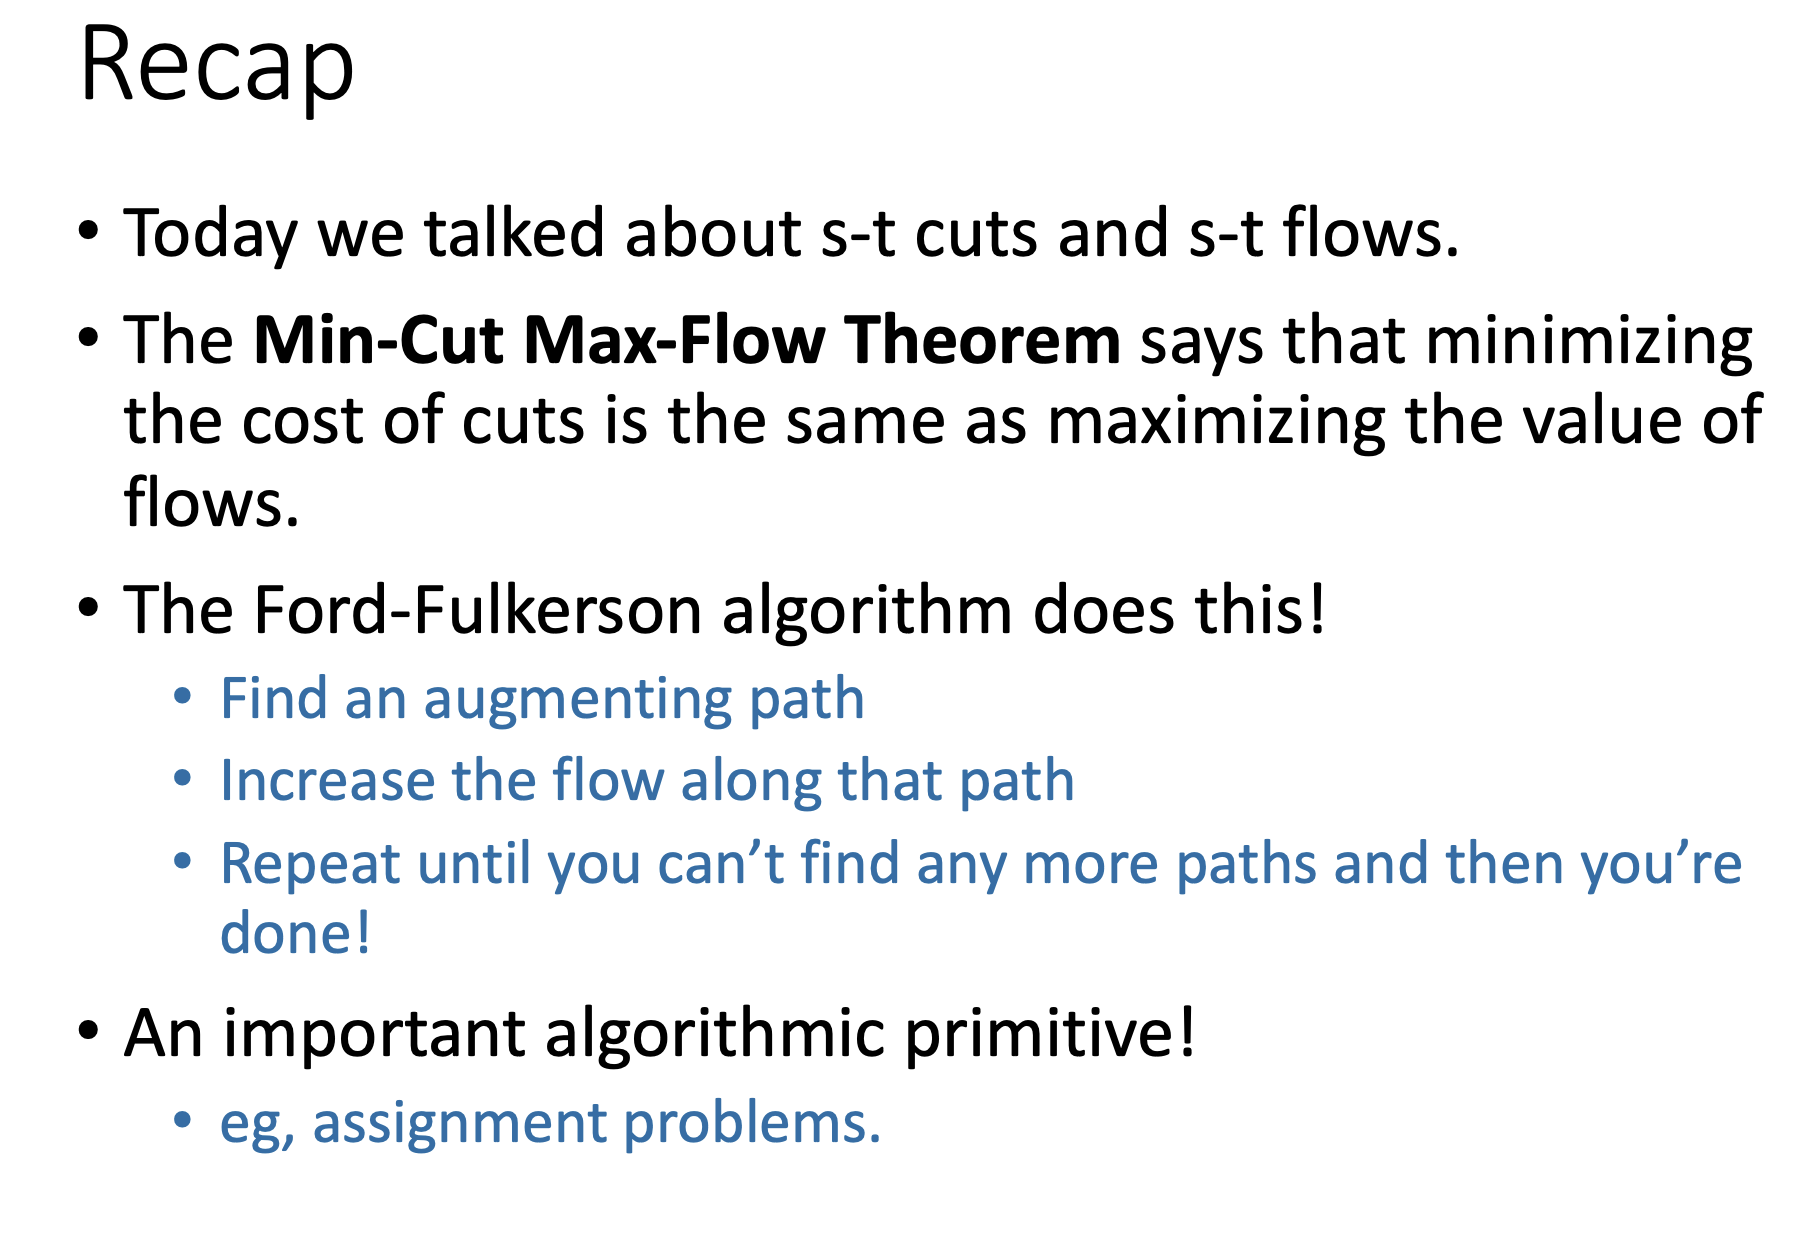 Recap
• Today we talked about s-t cuts and s-t flows.
• The Min-Cut Max-Flow Theorem says that minimizing
the cost of cuts is the same as maximizing the value of
flows.
• The Ford-Fulkerson algorithm does this!
• Find an augmenting path
• Increase the flow along that path
• Repeat until you can’t find any more paths and then you’re
done!
• An important algorithmic primitive!
• eg, assignment problems.